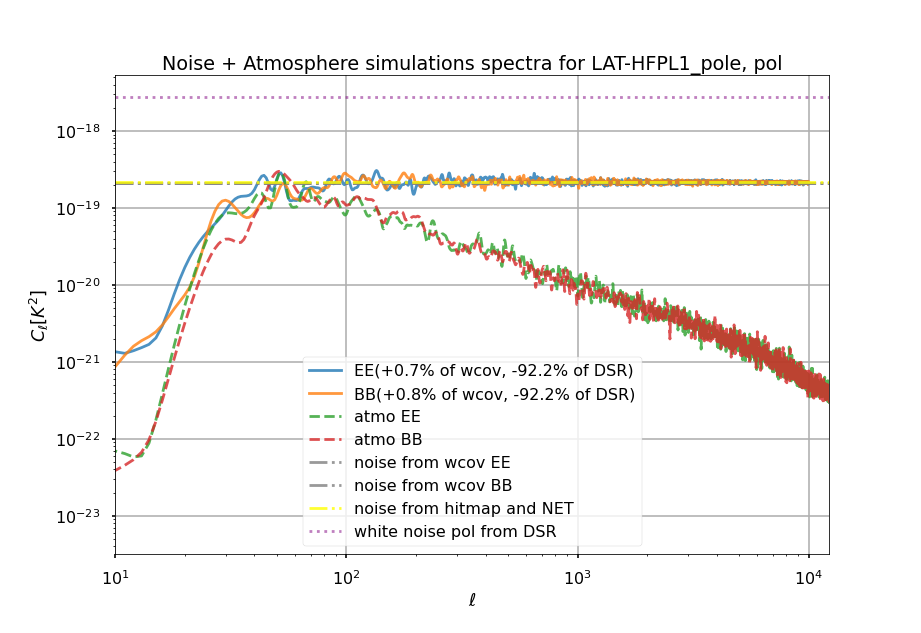 Noise + Atmosphere simulations spectra for LAT-HFPL1_pole, pol
10⁻¹⁸
10⁻¹⁹
10⁻²⁰
10⁻²¹
10⁻²²
10⁻²³
Cℓ[K²]
EE(+0.7% of wcov, -92.2% of DSR)
BB(+0.8% of wcov, -92.2% of DSR)
atmo EE
atmo BB
noise from wcov EE
noise from wcov BB
noise from hitmap and NET
white noise pol from DSR
10¹ 10² 10³ 10⁴
ℓ